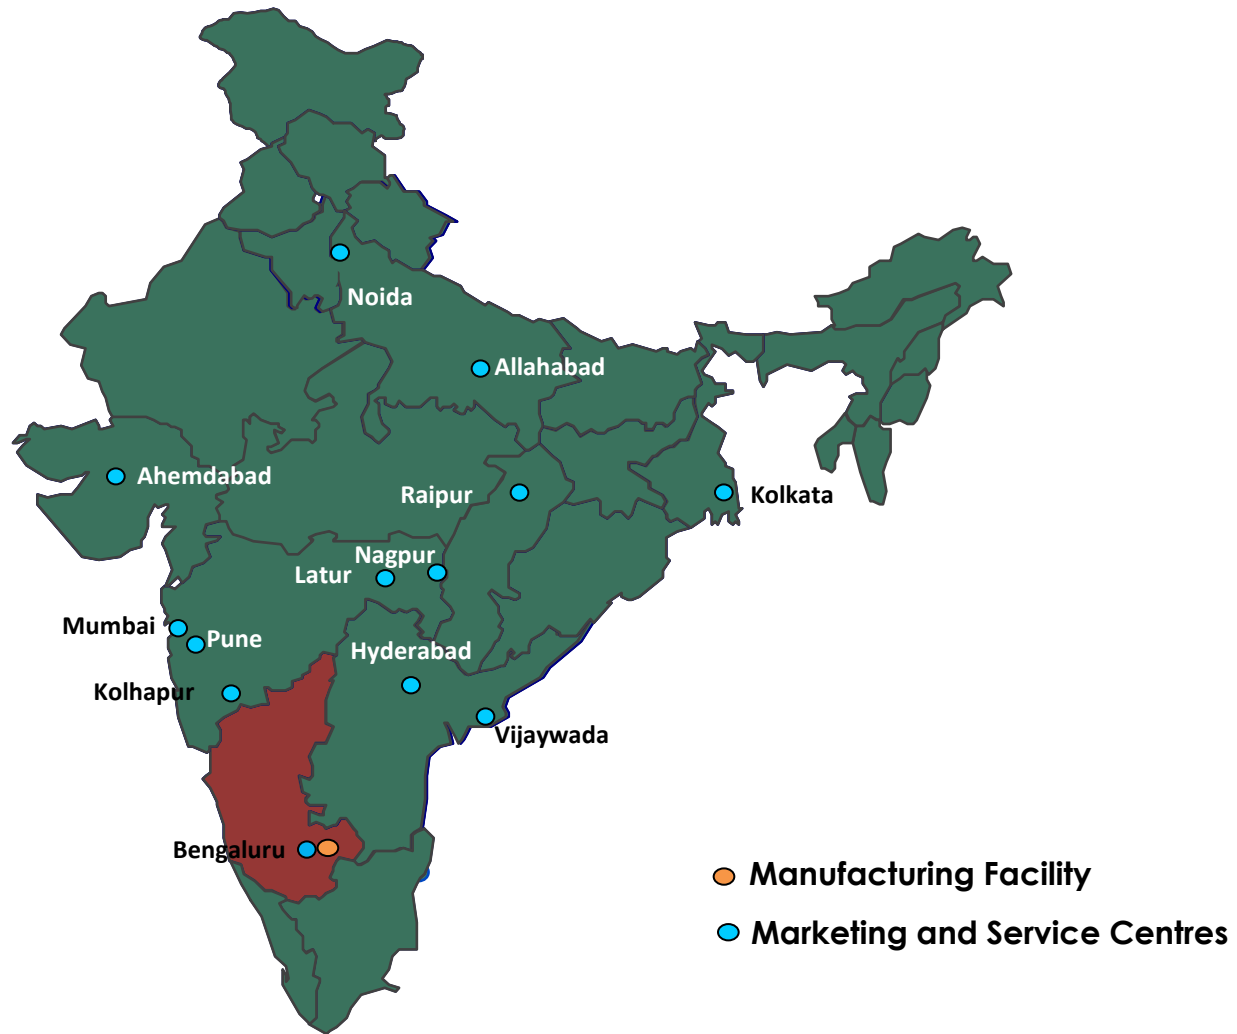 Noida
Allahabad
Ahemdabad
Raipur
Kolkata
Nagpur
Latur
Mumbai
Pune
Hyderabad
Kolhapur
Vijaywada
Bengaluru
Manufacturing Facility
Marketing and Service Centres